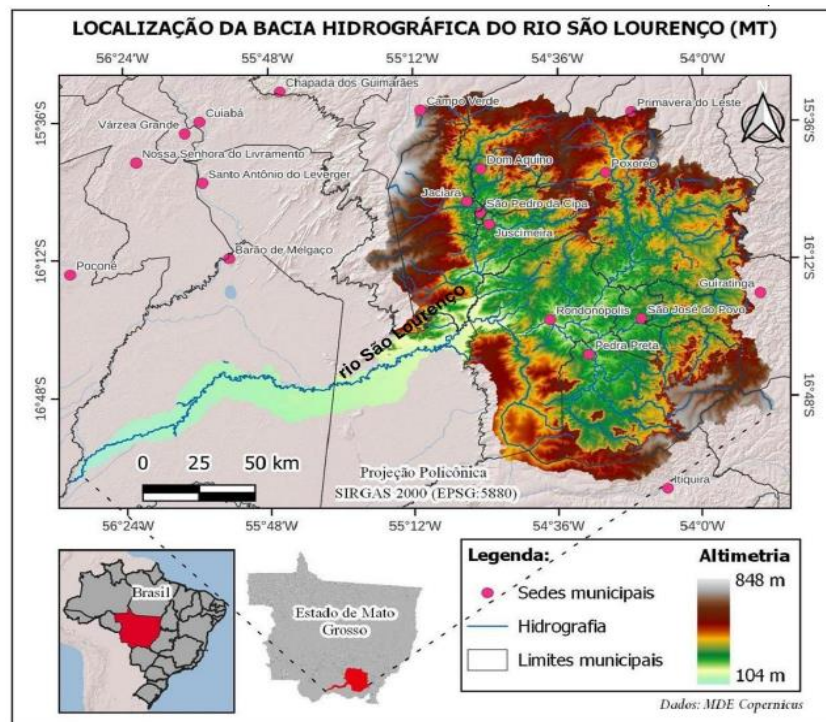 LOCALIZAÇÃO DA BACIA HIDROGRÁFICA DO RIO SÃO LOURENÇO (MT)
56°24'W 55°48'W 55°12'W 54°36'W 54°0'W
Chapada dos Guimarães
Campo Verde
Primavera do Leste
N
15°36'S
15°36'S
Cuiabá
Várzea Grande
Nossa Senhora do Livramento
Dom Aquino
Poxoréo
Santo Antônio do Leverger
Jaciara
São Pedro da Cipa
Juscimeira
Barão de Melgaço
16°12'S
16°12'S
Poconé
Guiratinga
rio São Lourenço
Rondonópolis
São José do Povo
Pedra Preta
16°48'S
16°48'S
0 25 50 km
Projeção Policônica
SIRGAS 2000 (EPSG:5880)
Itiquira
56°24'W 55°48'W 55°12'W 54°36'W 54°0'W
Brasil
Estado de Mato
Grosso
Legenda:
Sedes municipais
Hidrografia
Limites municipais
Altimetria
848 m
104 m
Dados: MDE Copernicus